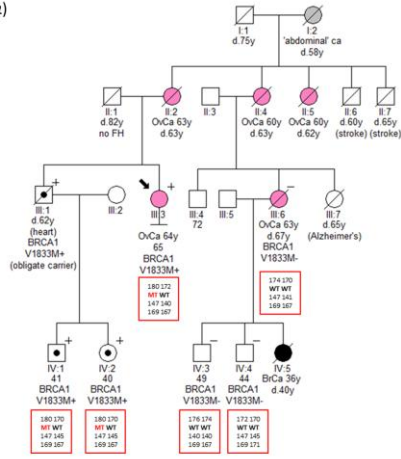 a)
I:1
d.75y
I:2
'abdominal' ca
d.58y
II:1
d.82y
no FH
II:2
OvCa 63y
d.63y
II:3
II:4
OvCa 60y
d.63y
II:5
OvCa 60y
d.62y
II:6
d.60y
(stroke)
II:7
d.65y
(stroke)
+
III:1
d.62y
(heart)
BRCA1
V1833M+
(obligate carrier)
III:2
+
III:3
OvCa 64y
65
BRCA1
V1833M+
180 172
MT WT
147 140
169 167
III:4
72
III:5
-
III:6
OvCa 63y
d.67y
BRCA1
V1833M-
174 170
WT WT
147 141
169 167
III:7
d.65y
(Alzheimer's)
+
IV:1
41
BRCA1
V1833M+
180 170
MT WT
147 145
169 167
+
IV:2
40
BRCA1
V1833M+
180 170
MT WT
147 145
169 167
-
IV:3
49
BRCA1
V1833M-
176 174
WT WT
140 140
169 167
-
IV:4
44
BRCA1
V1833M-
172 170
WT WT
147 145
169 171
IV:5
BrCa 36y
d.40y